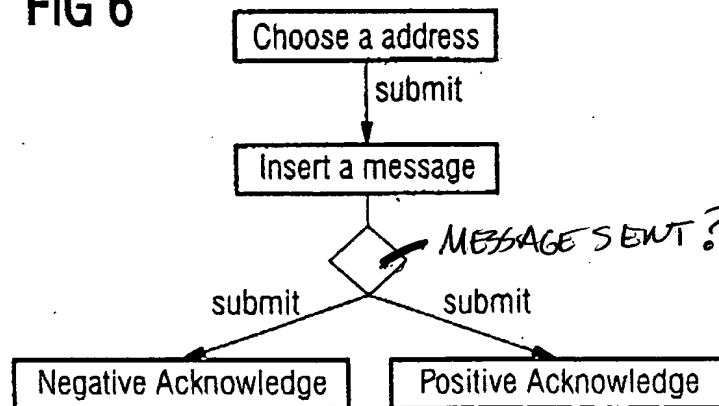 FIG 6
Choose a address
submit
Insert a message
MESSAGE SENT?
submit submit
Negative Acknowledge Positive Acknowledge